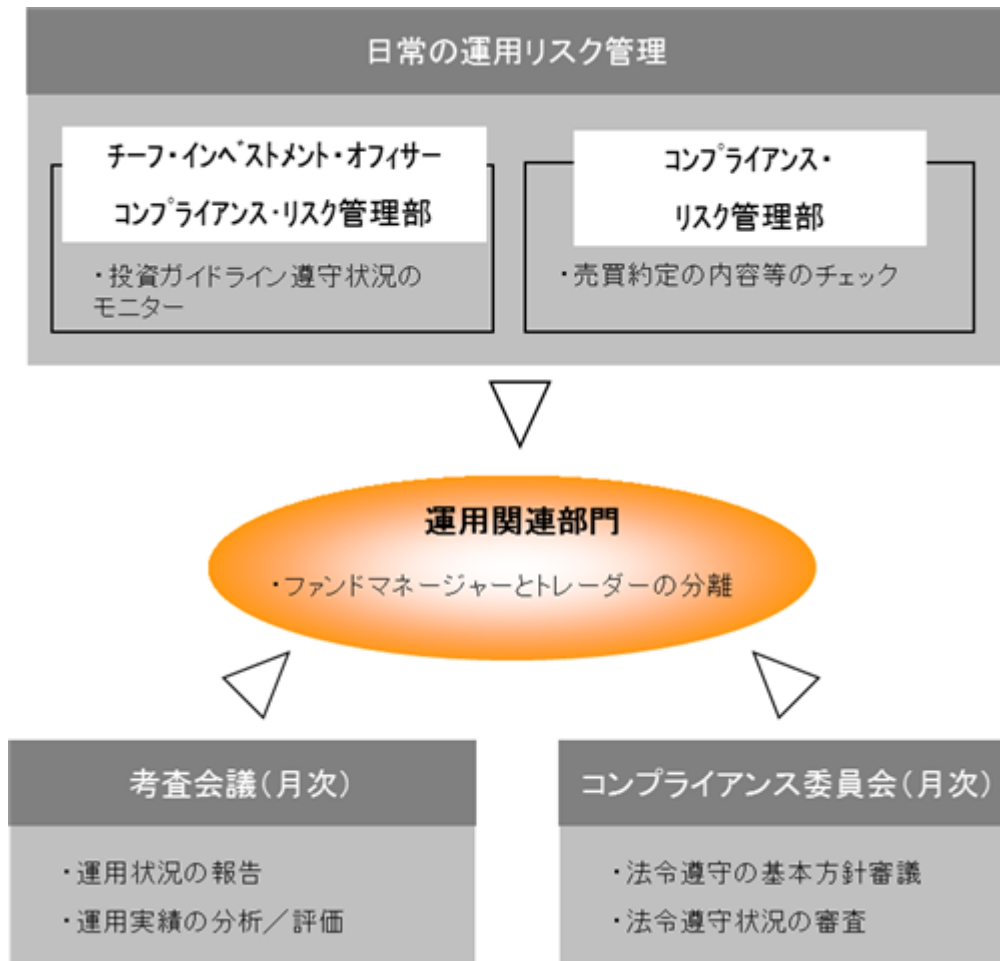 日常の運用リスク管理
チーフ・インベストメント・オフィサー
コンプライアンス・リスク管理部
・投資ガイドライン遵守状況の
モニター
コンプライアンス・
リスク管理部
・売買約定の内容等のチェック
運用関連部門
・ファンドマネージャーとトレーダーの分離
考査会議(月次)
・運用状況の報告
・運用実績の分析/評価
コンプライアンス委員会(月次)
・法令遵守の基本方針審議
・法令遵守状況の審査